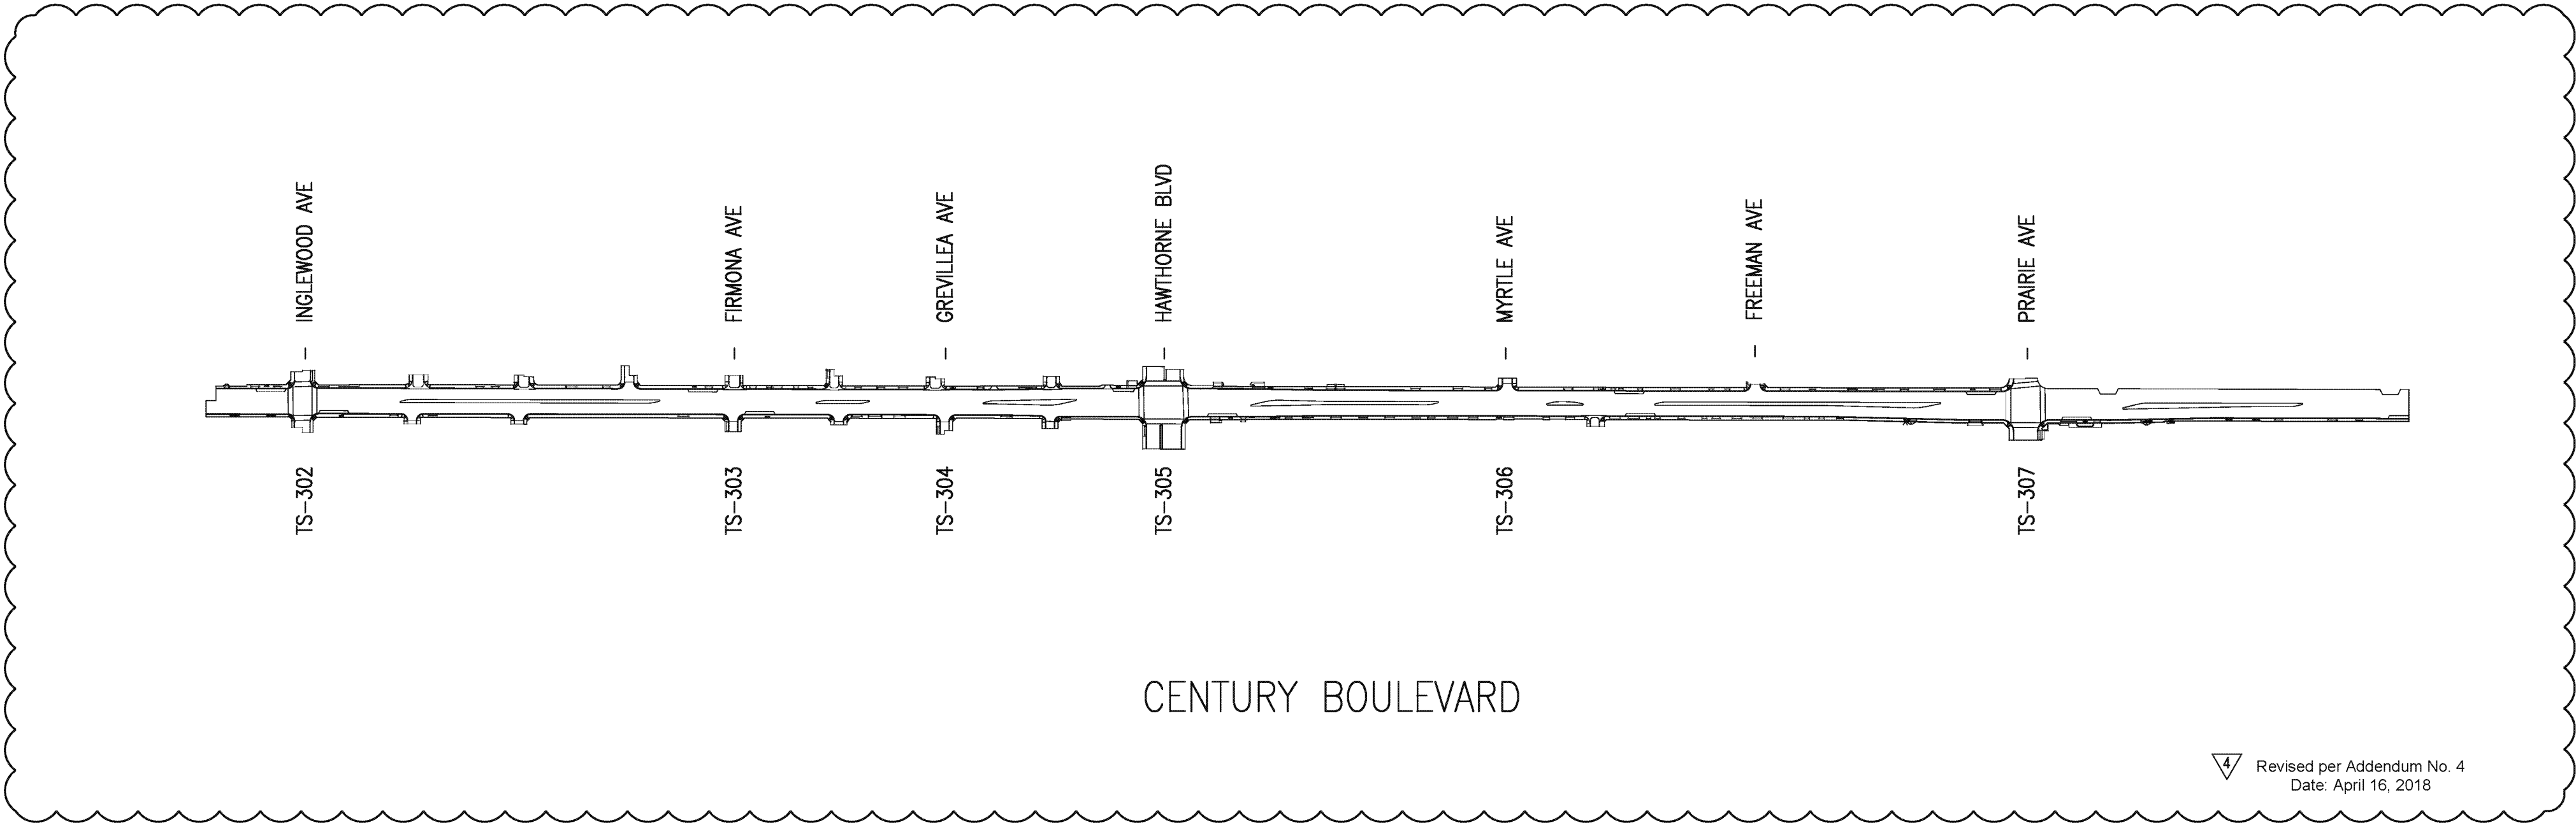 INGLEWOOD AVE
FIRMONA AVE
GREVILLEA AVE
HAWTHORNE BLVD
MYRTLE AVE
FREEMAN AVE
PRAIRIE AVE
TS-302
TS-303
TS-304
TS-305
TS-306
TS-307
CENTURY BOULEVARD
4
Revised per Addendum No. 4
Date: April 16, 2018